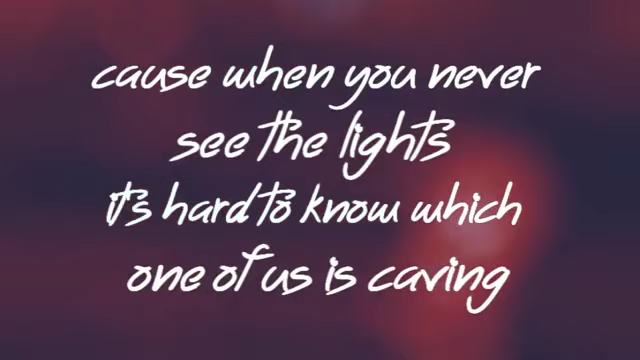 cause when you never
see the lights
it's hard to know which
one of us is caving